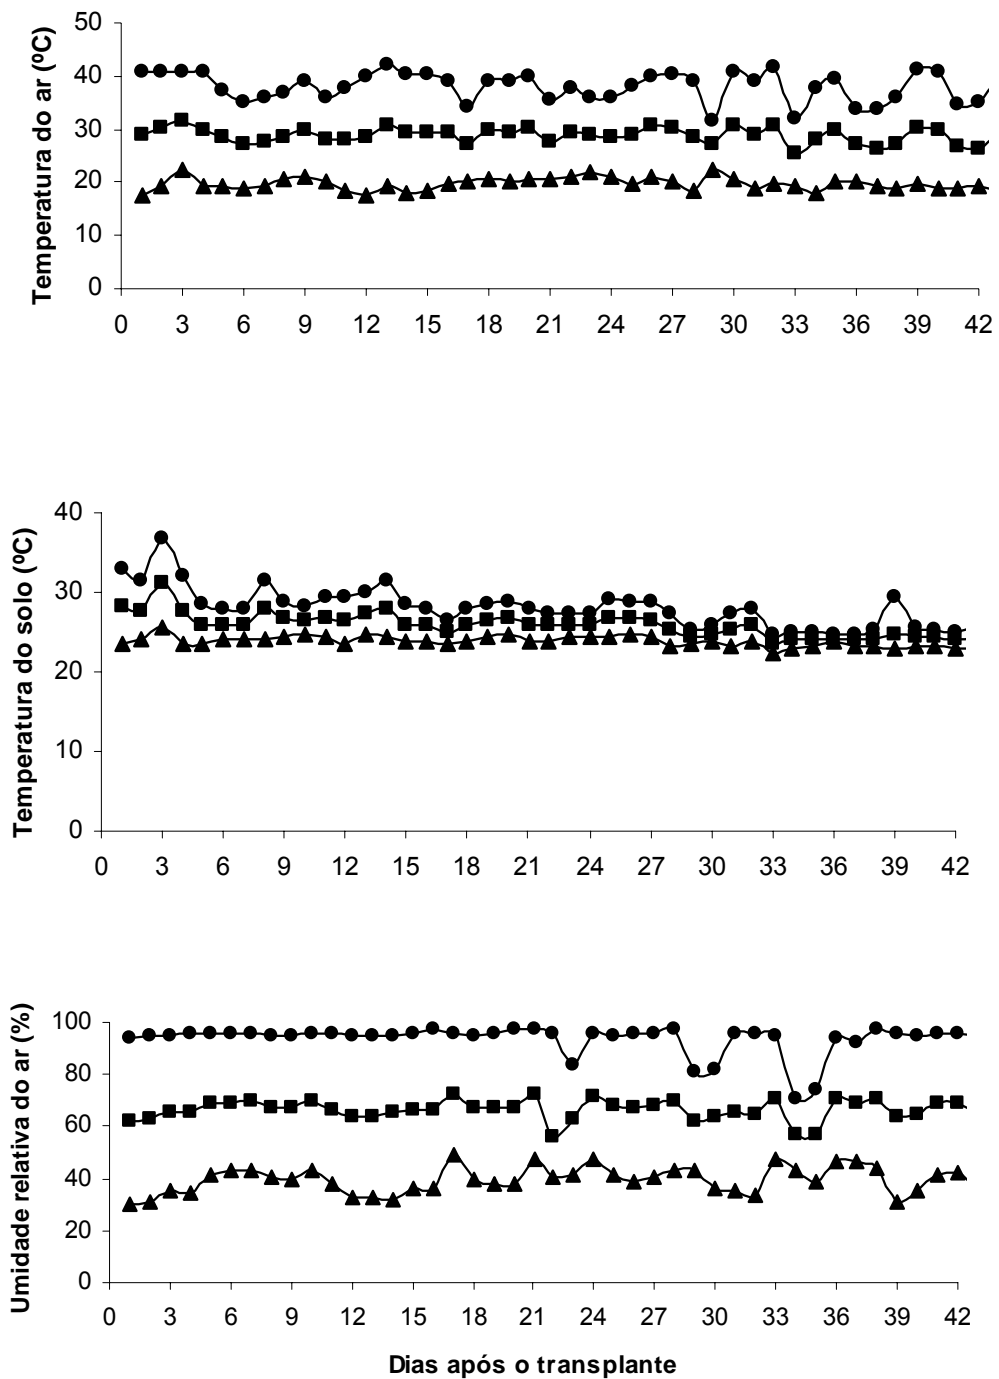 Temperatura do ar (ºC)
50
40
30
20
10
0
0 3 6 9 12 15 18 21 24 27 30 33 36 39 42
Temperatura do solo (ºC)
40
30
20
10
0
0 3 6 9 12 15 18 21 24 27 30 33 36 39 42
Umidade relativa do ar (%)
100
80
60
40
20
0
0 3 6 9 12 15 18 21 24 27 30 33 36 39 42
Dias após o transplante